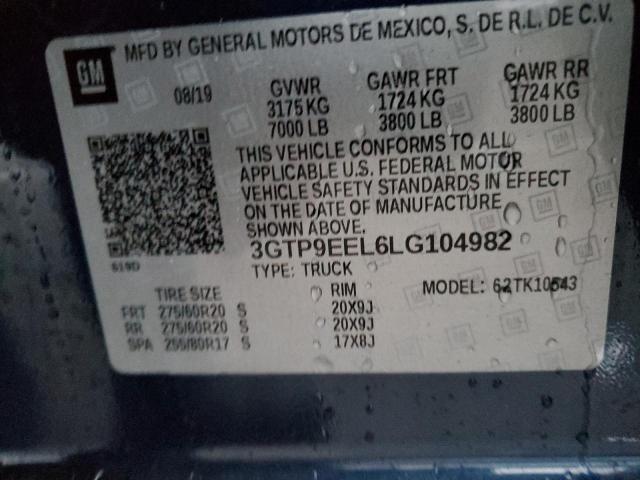 GM
MFD BY GENERAL MOTORS DE MEXICO, S. DE R.L. DE C.V.
08/19 GVWR GAWR FRT GAWR RR
3175 KG 1724 KG 1724 KG
7000 LB 3800 LB 3800 LB
THIS VEHICLE CONFORMS TO ALL
APPLICABLE U.S. FEDERAL MOTOR
VEHICLE SAFETY STANDARDS IN EFFECT
ON THE DATE OF MANUFACTURE
SHOWN ABOVE.
3GTP9EEL6LG104982
TYPE: TRUCK
MODEL: 62TK10543
TIRE SIZE RIM
FRT 275/60R20 S 20X9J
RR 275/60R20 S 20X9J
SPA 255/80R17 S 17X8J